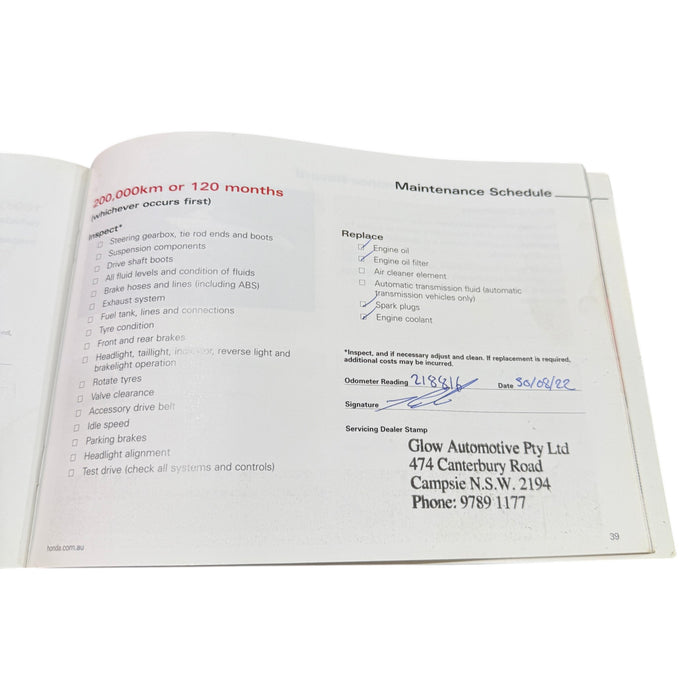 Maintenance Schedule
200,000km or 120 months
(whichever occurs first)
Inspect*
Steering gearbox, tie rod ends and boots
Suspension components
Drive shaft boots
All fluid levels and condition of fluids
Brake hoses and lines (including ABS)
Exhaust system
Fuel tank, lines and connections
Tyre condition
Front and rear brakes
Headlight, taillight, indicator, reverse light and
brakelight operation
Rotate tyres
Valve clearance
Accessory drive belt
Idle speed
Parking brakes
Headlight alignment
Test drive (check all systems and controls)
honda.com.au
Replace
Engine oil
Engine oil filter
Air cleaner element
Automatic transmission fluid (automatic
transmission vehicles only)
Spark plugs
Engine coolant
*Inspect, and if necessary adjust and clean. If replacement is required,
additional costs may be incurred.
Odometer Reading 218816 Date 30/08/22
Signature
Servicing Dealer Stamp
Glow Automotive Pty Ltd
474 Canterbury Road
Campsie N.S.W. 2194
Phone: 9789 1177
39